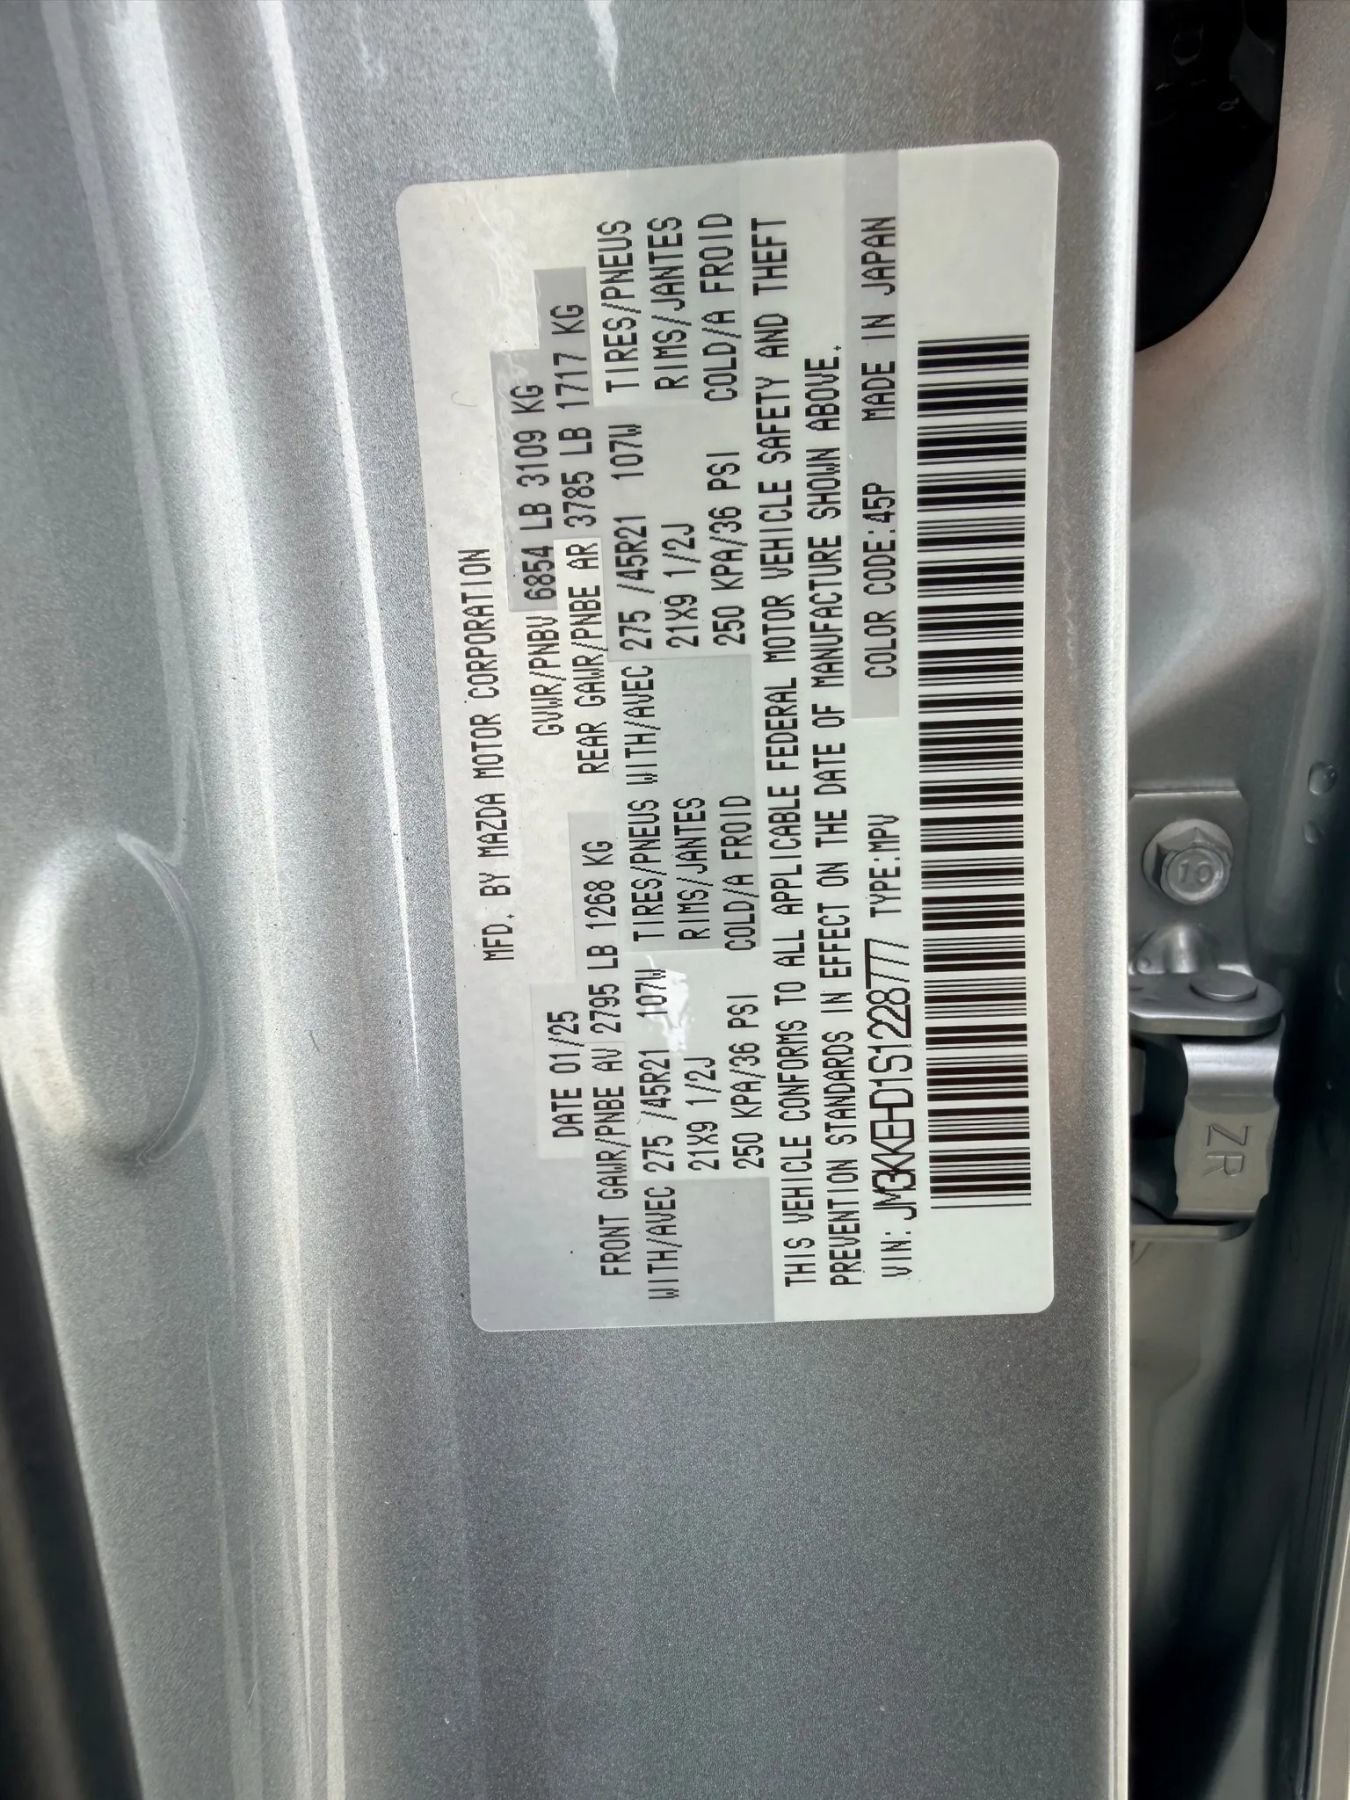 MFD. BY MAZDA MOTOR CORPORATION
DATE 01/25 GVWR/PNBV 6854 LB 3109 KG
FRONT GAWR/PNBE AV 2795 LB 1268 KG REAR GAWR/PNBE AR 3785 LB 1717 KG
WITH/AVEC 275 /45R21 107W TIRES/PNEUS WITH/AVEC 275 /45R21 107W TIRES/PNEUS
21X9 1/2J RIMS/JANTES 21X9 1/2J RIMS/JANTES
250 KPA/36 PSI COLD/A FROID 250 KPA/36 PSI COLD/A FROID
THIS VEHICLE CONFORMS TO ALL APPLICABLE FEDERAL MOTOR VEHICLE SAFETY AND THEFT
PREVENTION STANDARDS IN EFFECT ON THE DATE OF MANUFACTURE SHOWN ABOVE.
VIN: JM3KKEHD1S1228777 TYPE:MPV COLOR CODE:45P MADE IN JAPAN
10
ZR